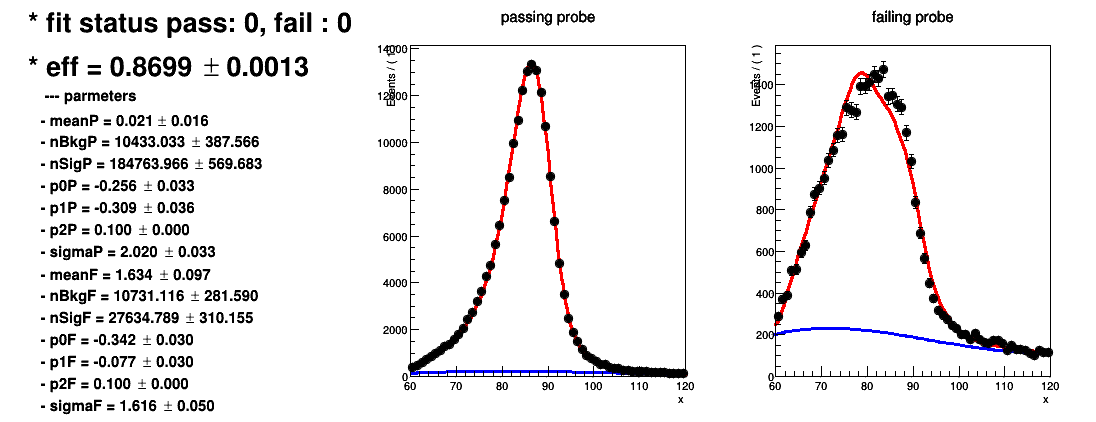 * fit status pass: 0, fail : 0
* eff = 0.8699 ± 0.0013
--- parmeters
- meanP = 0.021 ± 0.016
- nBkgP = 10433.033 ± 387.566
- nSigP = 184763.966 ± 569.683
- p0P = -0.256 ± 0.033
- p1P = -0.309 ± 0.036
- p2P = 0.100 ± 0.000
- sigmaP = 2.020 ± 0.033
- meanF = 1.634 ± 0.097
- nBkgF = 10731.116 ± 281.590
- nSigF = 27634.789 ± 310.155
- p0F = -0.342 ± 0.030
- p1F = -0.077 ± 0.030
- p2F = 0.100 ± 0.000
- sigmaF = 1.616 ± 0.050
passing probe
Events / ( 1 )
14000
12000
10000
8000
6000
4000
2000
0
60 70 80 90 100 110 120
x
failing probe
Events / ( 1 )
1400
1200
1000
800
600
400
200
0
60 70 80 90 100 110 120
x